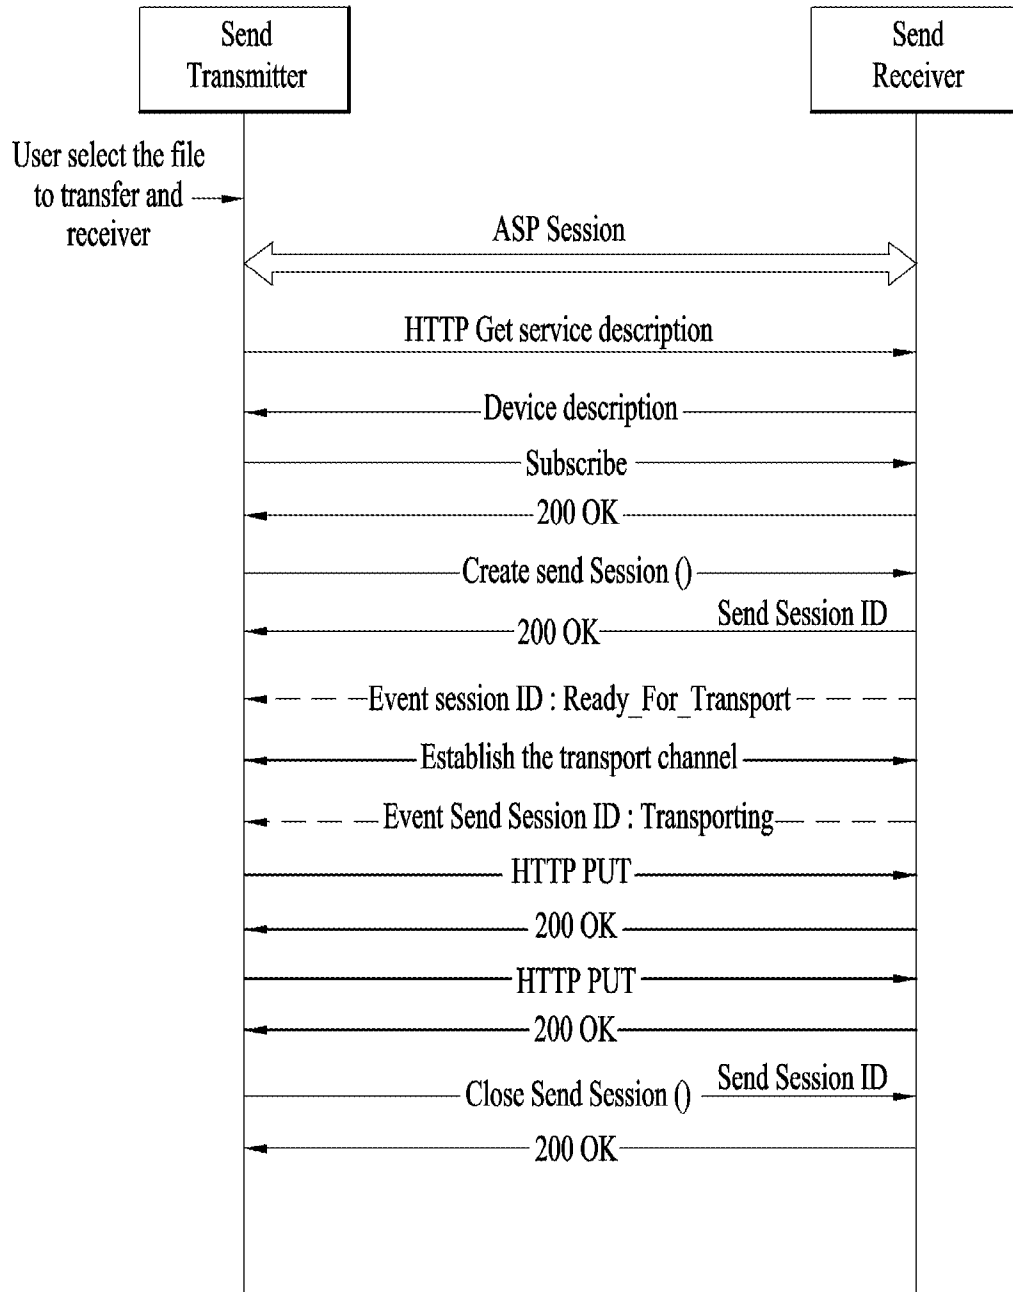 Send
Transmitter
Send
Receiver
User select the file
to transfer and
receiver
ASP Session
HTTP Get service description
Device description
Subscribe
200 OK
Create send Session ()
Send Session ID
200 OK
Event session ID : Ready_For_Transport
Establish the transport channel
Event Send Session ID : Transporting
HTTP PUT
200 OK
HTTP PUT
200 OK
Send Session ID
Close Send Session ()
200 OK